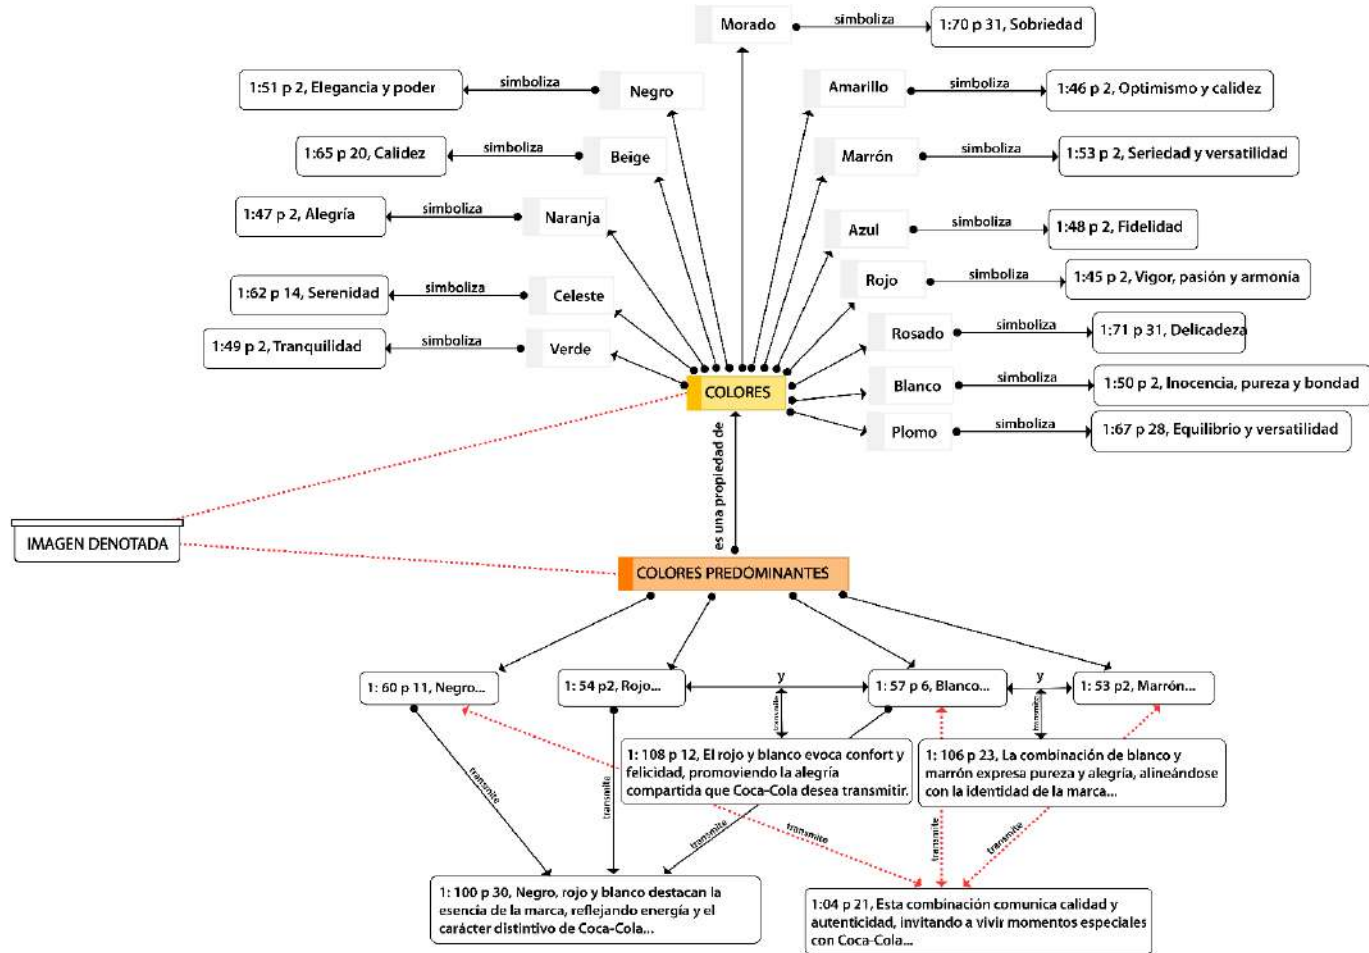 Morado
simboliza
1:70 p 31, Sobriedad
1:51 p 2, Elegancia y poder
simboliza
Negro
Amarillo
simboliza
1:46 p 2, Optimismo y calidez
1:65 p 20, Calidez
simboliza
Beige
Marrón
simboliza
1:53 p 2, Seriedad y versatilidad
1:47 p 2, Alegría
simboliza
Naranja
Azul
simboliza
1:48 p 2, Fidelidad
Rojo
simboliza
1:45 p 2, Vigor, pasión y armonía
1:62 p 14, Serenidad
simboliza
Celeste
Rosado
simboliza
1:71 p 31, Delicadeza
1:49 p 2, Tranquilidad
simboliza
Verde
COLORES
Blanco
simboliza
1:50 p 2, Inocencia, pureza y bondad
Plomo
simboliza
1:67 p 28, Equilibrio y versatilidad
es una propiedad de
IMAGEN DENOTADA
COLORES PREDOMINANTES
1: 60 p 11, Negro...
1: 54 p2, Rojo...
y
1: 57 p 6, Blanco...
y
1: 53 p2, Marrón...
transmite
transmite
1: 108 p 12, El rojo y blanco evoca confort y
felicidad, promoviendo la alegría
compartida que Coca-Cola desea transmitir.
1: 106 p 23, La combinación de blanco y
marrón expresa pureza y alegría, alineándose
con la identidad de la marca...
transmite
transmite
transmite
transmite
transmite
transmite
1: 100 p 30, Negro, rojo y blanco destacan la
esencia de la marca, reflejando energía y el
carácter distintivo de Coca-Cola...
1:04 p 21, Esta combinación comunica calidad y
autenticidad, invitando a vivir momentos especiales
con Coca-Cola...